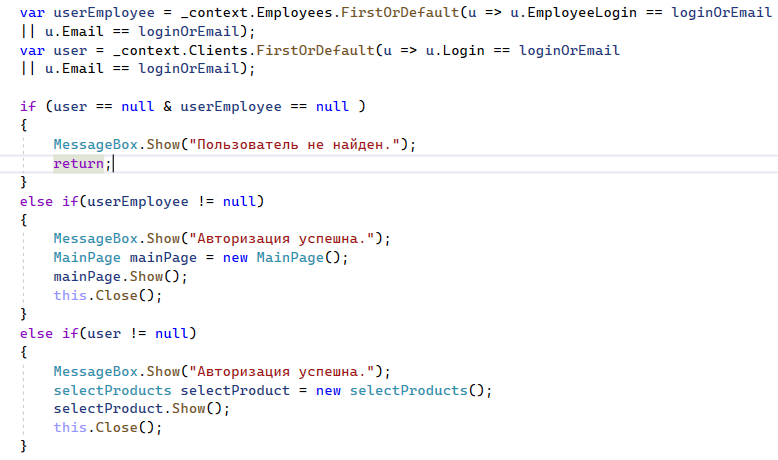 var userEmployee = _context.Employees.FirstOrDefault(u => u.EmployeeLogin == loginOrEmail
|| u.Email == loginOrEmail);
var user = _context.Clients.FirstOrDefault(u => u.Login == loginOrEmail
|| u.Email == loginOrEmail);
if (user == null & userEmployee == null )
{
MessageBox.Show("Пользователь не найден.");
return;
}
else if(userEmployee != null)
{
MessageBox.Show("Авторизация успешна.");
MainPage mainPage = new MainPage();
mainPage.Show();
this.Close();
}
else if(user != null)
{
MessageBox.Show("Авторизация успешна.");
selectProducts selectProduct = new selectProducts();
selectProduct.Show();
this.Close();
}